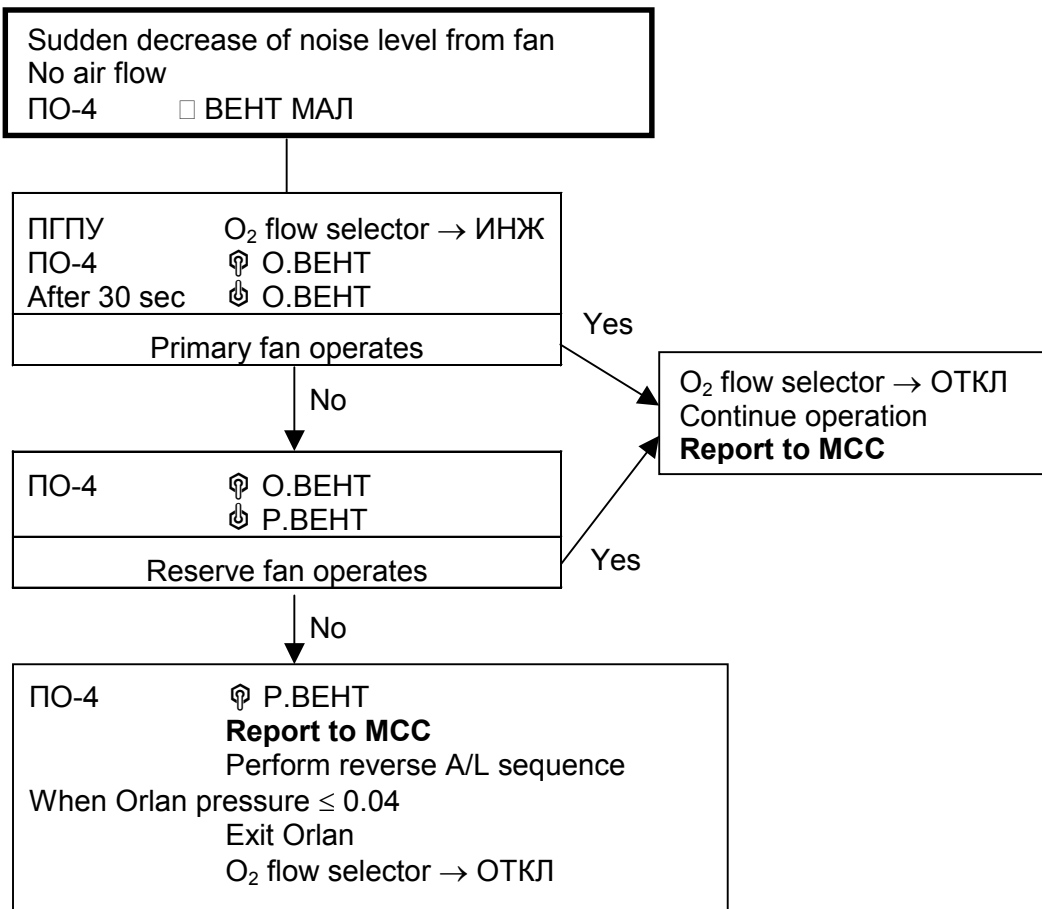 Sudden decrease of noise level from fan
No air flow
ПО-4 □ ВЕНТ МАЛ
ПГПУ O₂ flow selector → ИНЖ
ПО-4 О.ВЕНТ
After 30 sec О.ВЕНТ
Primary fan operates
Yes
No
O₂ flow selector → ОТКЛ
Continue operation
Report to MCC
ПО-4 О.ВЕНТ
Р.ВЕНТ
Reserve fan operates
Yes
No
ПО-4 Р.ВЕНТ
Report to MCC
Perform reverse A/L sequence
When Orlan pressure ≤ 0.04
Exit Orlan
O₂ flow selector → ОТКЛ